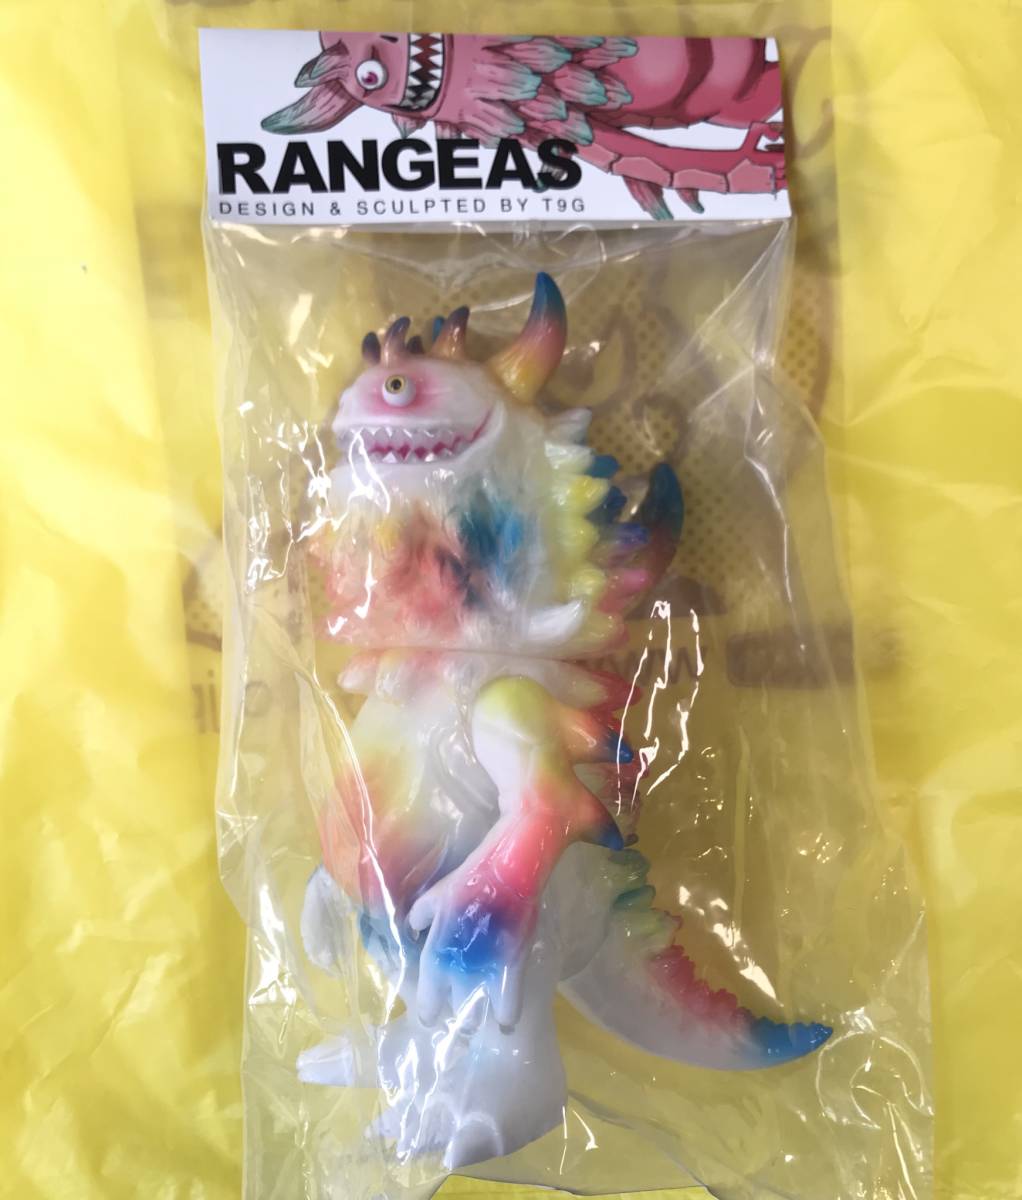 RANGEAS
DESIGN & SCULPTED BY T9G